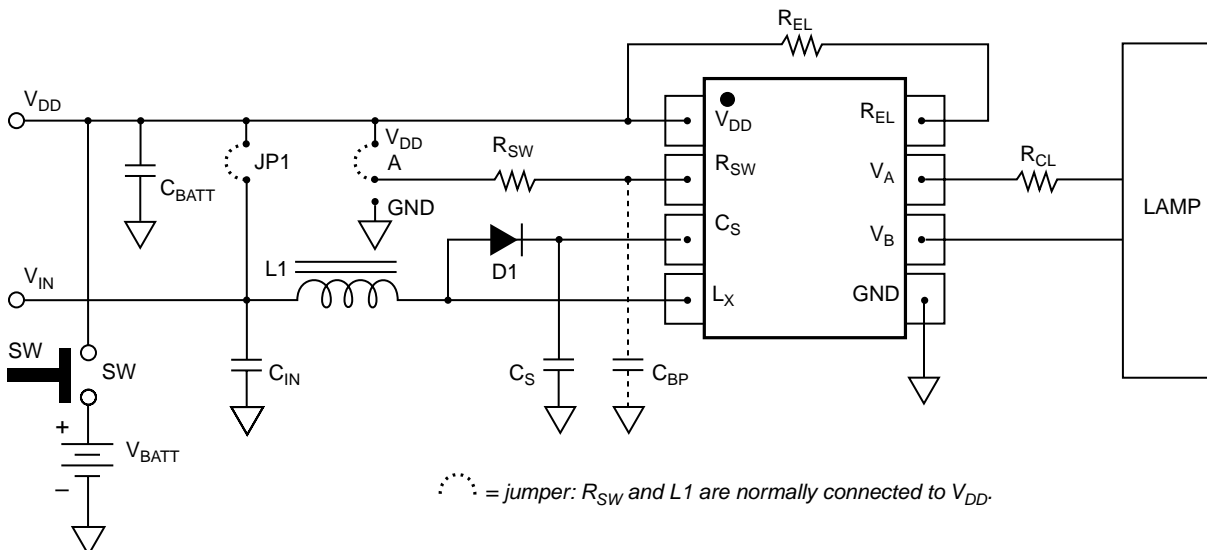 R_EL
V_DD
V_DD
A
JP1
R_SW
C_BATT
GND
V_DD
R_SW
C_S
L_X
R_EL
V_A
V_B
GND
R_CL
LAMP
V_IN
L1
D1
SW
SW
C_IN
C_S
C_BP
+
V_BATT
–
= jumper: R_SW and L1 are normally connected to V_DD.